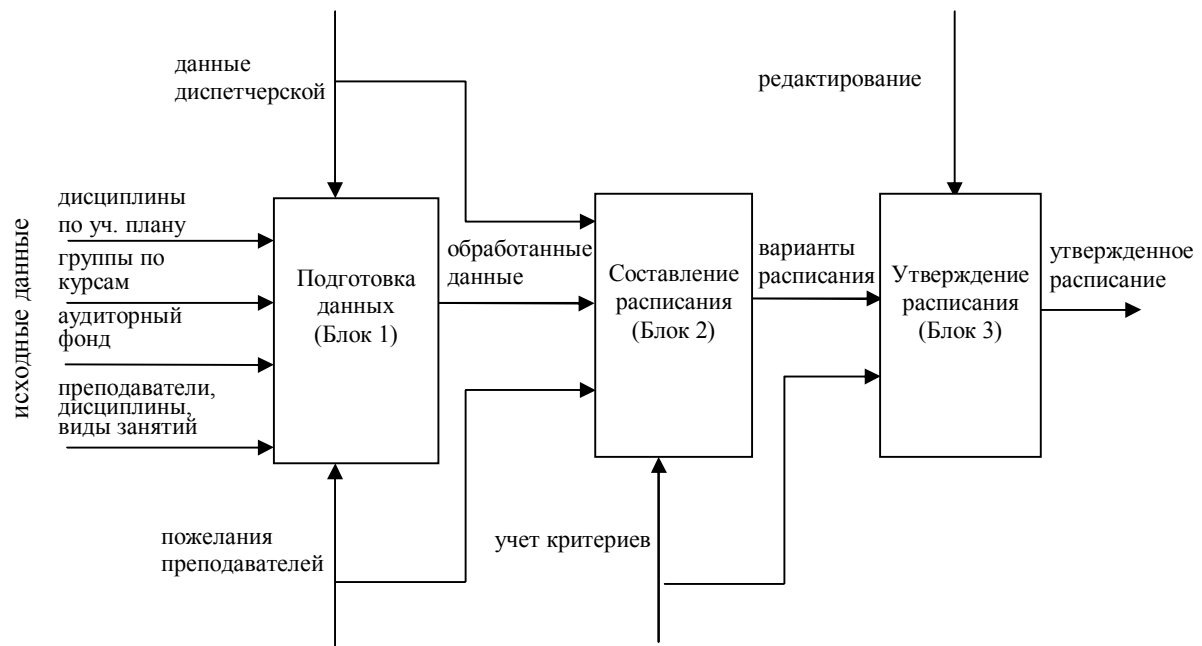 данные
диспетчерской
редактирование
исходные данные
дисциплины
по уч. плану
группы по
курсам
аудиторный
фонд
преподаватели,
дисциплины,
виды занятий
Подготовка
данных
(Блок 1)
обработанные
данные
Составление
расписания
(Блок 2)
варианты
расписания
Утверждение
расписания
(Блок 3)
утвержденное
расписание
пожелания
преподавателей
учет критериев